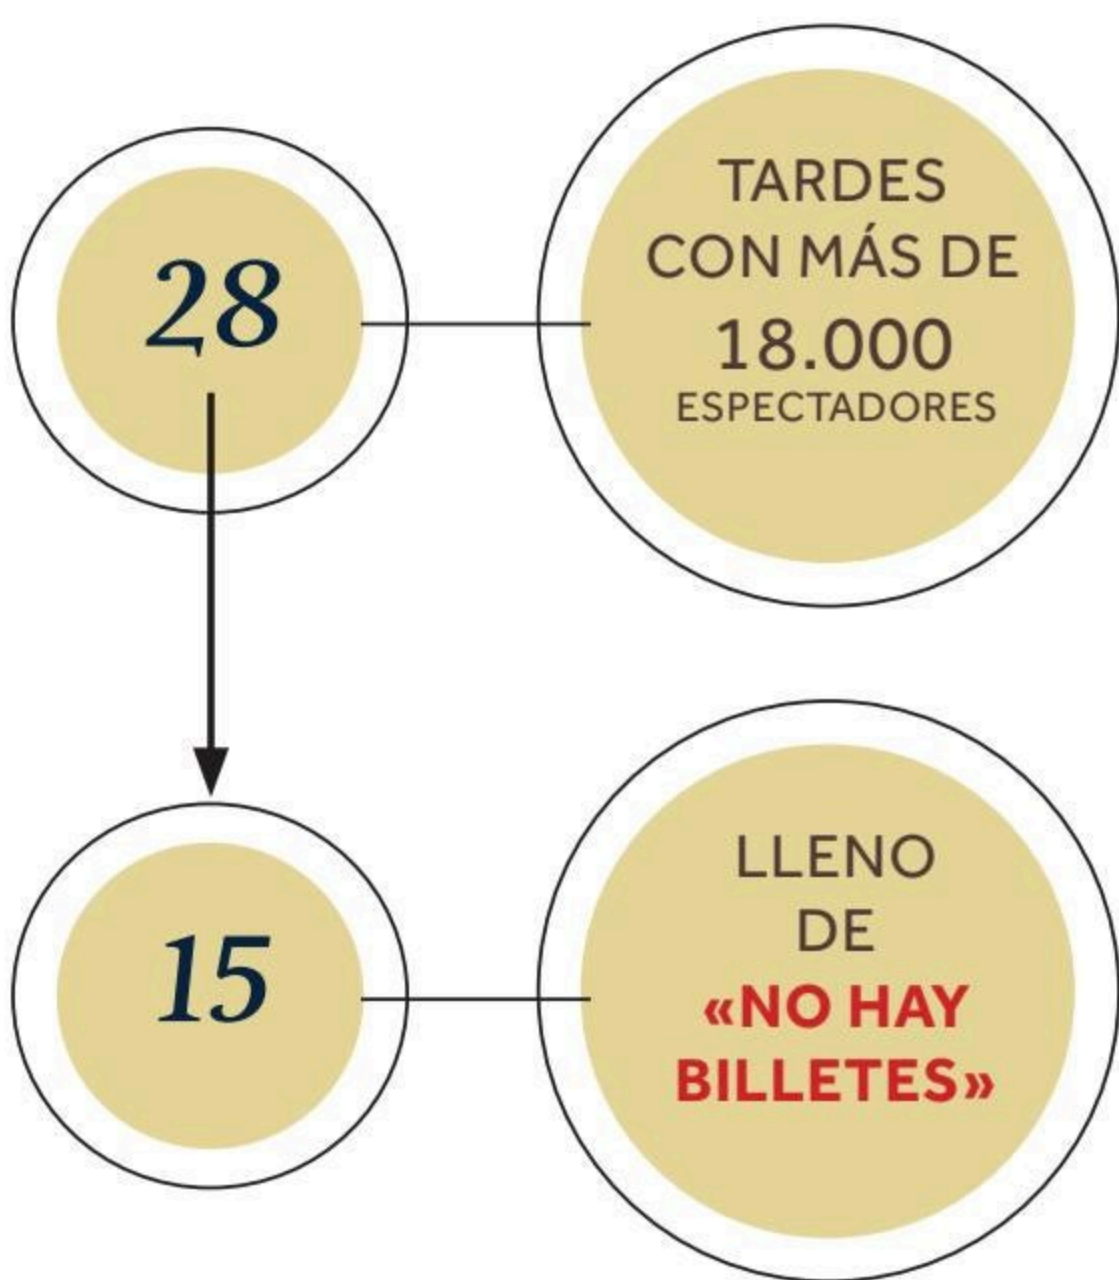 28
TARDES
CON MÁS DE
18.000
ESPECTADORES
15
LLENO
DE
«NO HAY
BILLETES»